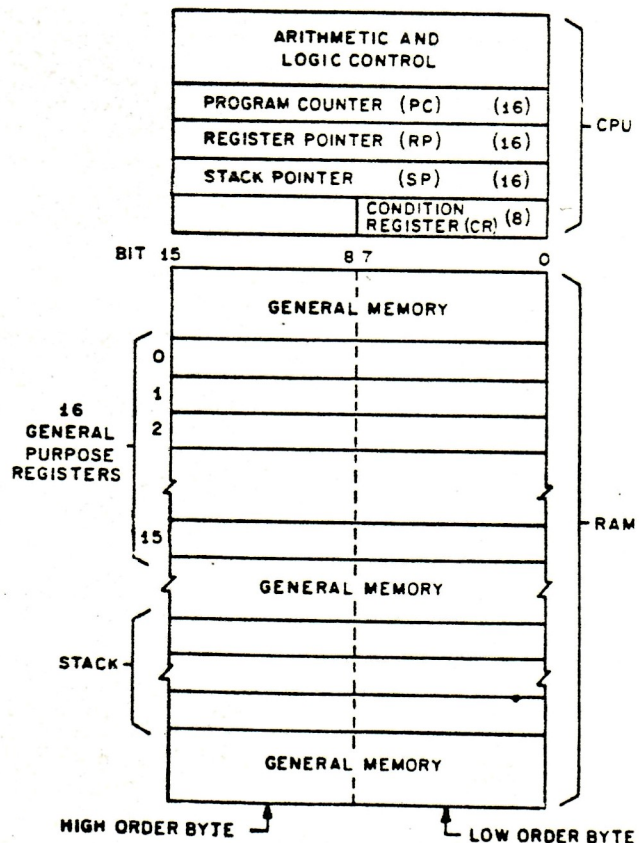 ARITHMETIC AND
LOGIC CONTROL
PROGRAM COUNTER (PC) (16)
REGISTER POINTER (RP) (16)
STACK POINTER (SP) (16)
CONDITION
REGISTER (CR) (8)
CPU
BIT 15 8 7 0
GENERAL MEMORY
0
1
2
15
16
GENERAL
PURPOSE
REGISTERS
RAM
GENERAL MEMORY
STACK
GENERAL MEMORY
HIGH ORDER BYTE
LOW ORDER BYTE